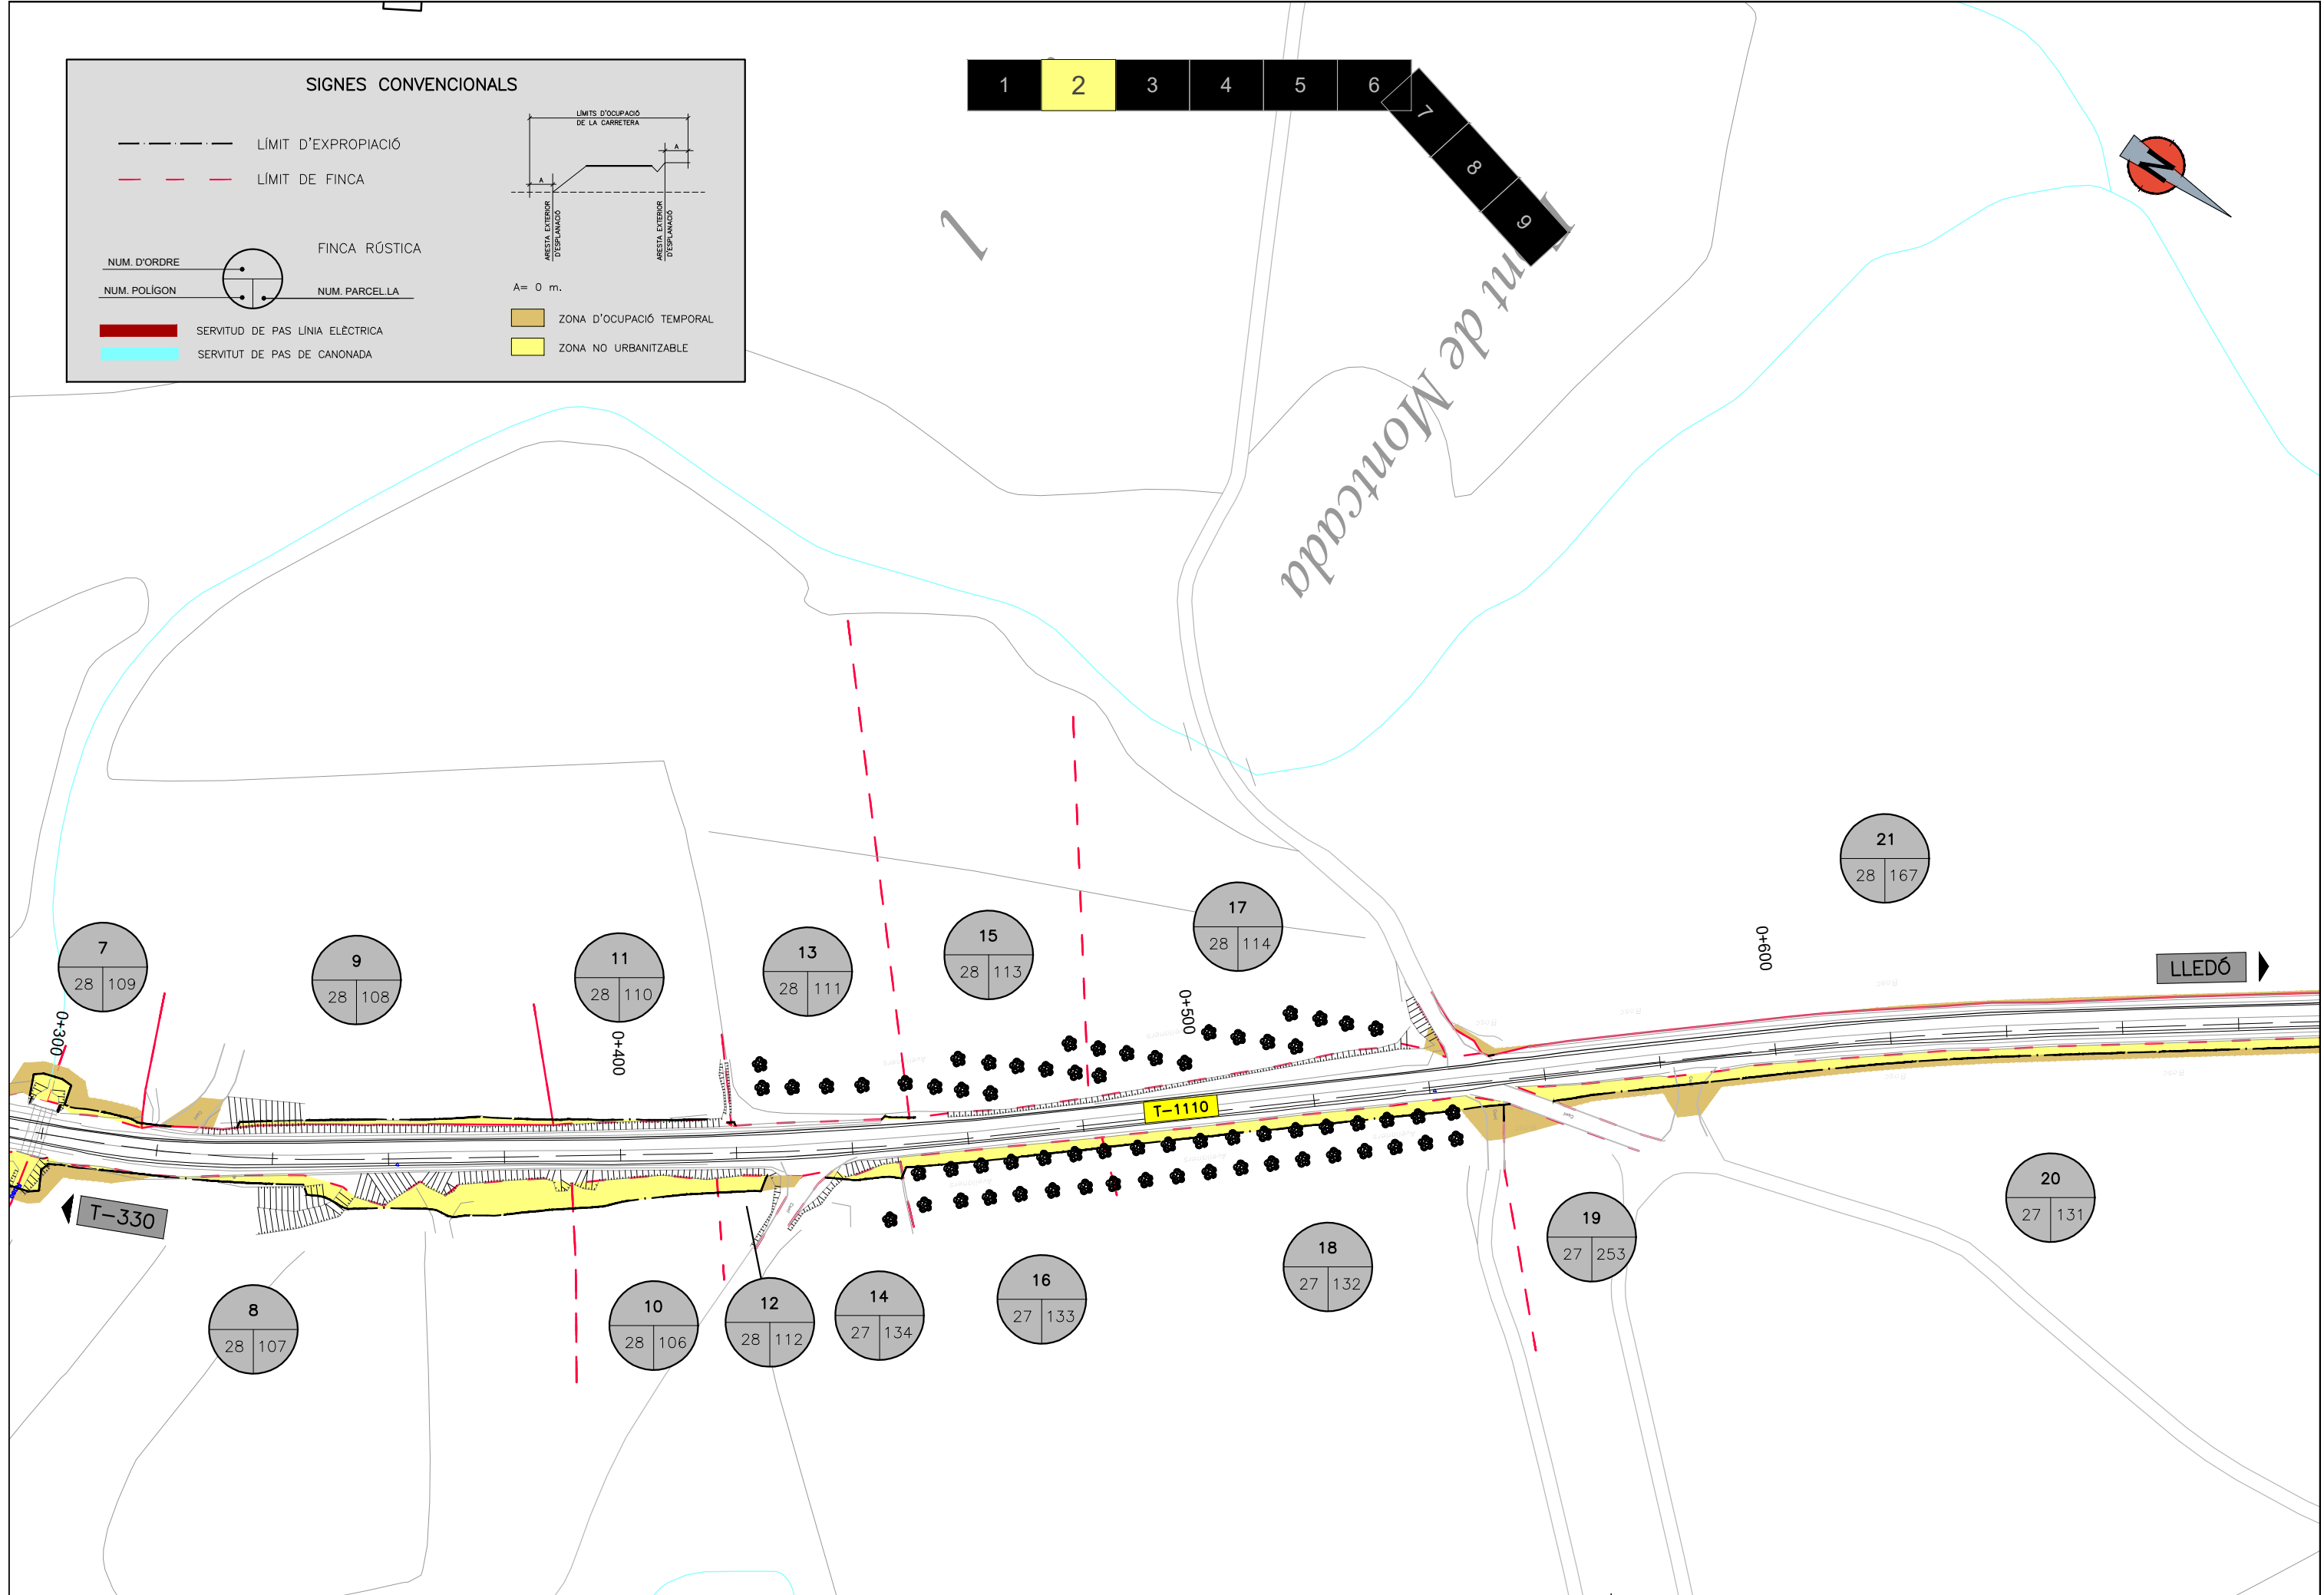 SIGNES CONVENCIONALS
LÍMIT D'EXPROPIACIÓ
LÍMIT DE FINCA
LÍMITS D'OCUPACIÓ
DE LA CARRETERA
A
A
ARESTA EXTERIOR
D'ESPLANACIÓ
ARESTA EXTERIOR
D'ESPLANACIÓ
FINCA RÚSTICA
NUM. D'ORDRE
NUM. POLÍGON
NUM. PARCEL.LA
A= 0 m.
SERVITUD DE PAS LÍNIA ELÈCTRICA
SERVITUT DE PAS DE CANONADA
ZONA D'OCUPACIÓ TEMPORAL
ZONA NO URBANITZABLE
1 2 3 4 5 6
7
8
9
N
l
nt de Montcada
21
28 167
17
28 114
15
28 113
13
28 111
11
28 110
9
28 108
7
28 109
0+300
0+400
0+500
0+600
LLEDÓ
T-1110
T-330
20
27 131
19
27 253
18
27 132
16
27 133
14
27 134
12
28 112
10
28 106
8
28 107